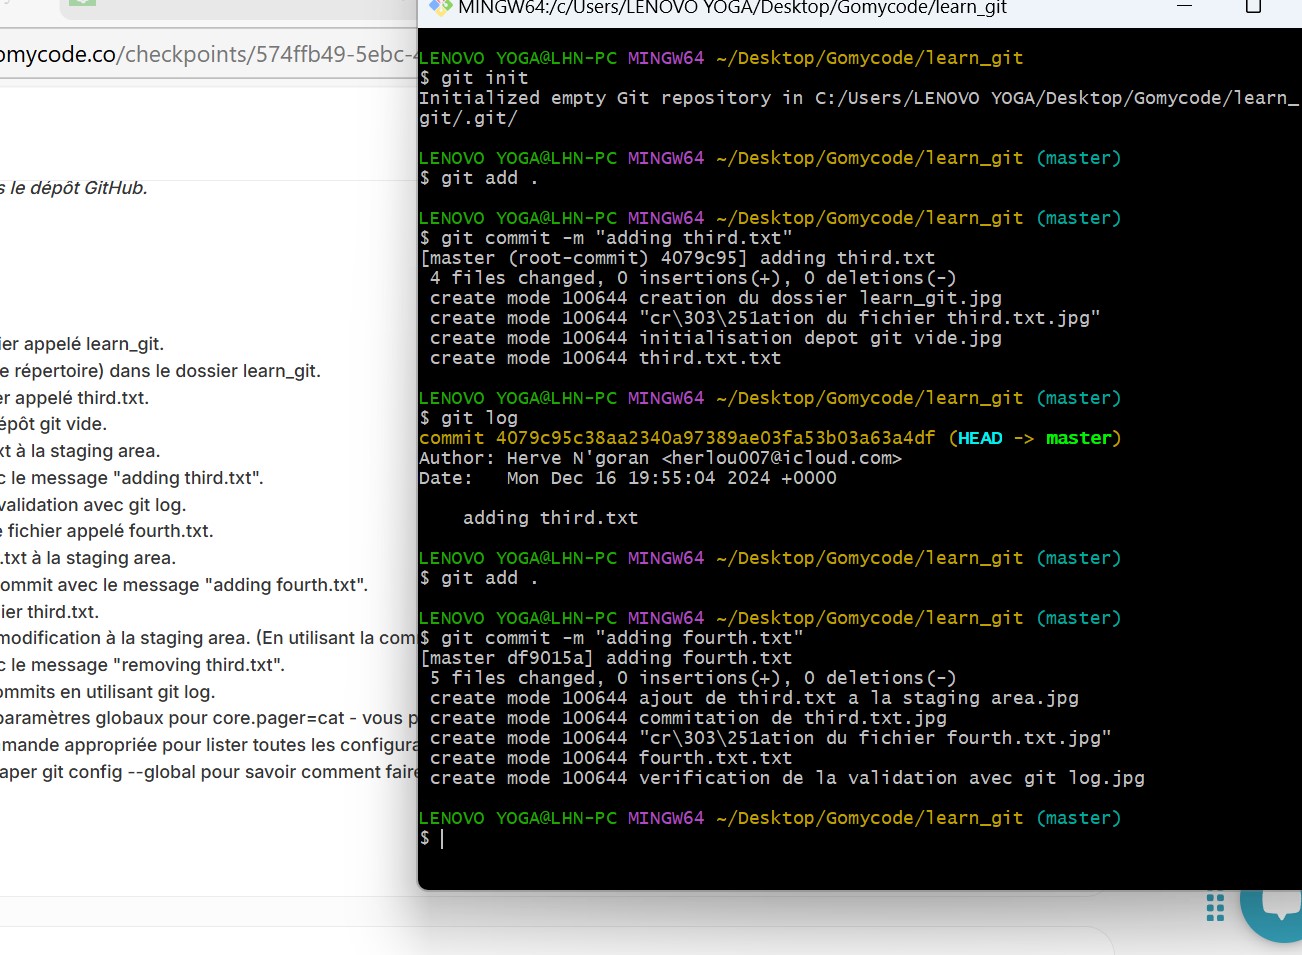 MINGW64:/c/Users/LENOVO YOGA/Desktop/Gomycode/learn_git
omycode.co/checkpoints/574ffb49-5ebc-4
s le dépôt GitHub.
ier appelé learn_git.
e répertoire) dans le dossier learn_git.
er appelé third.txt.
épôt git vide.
xt à la staging area.
c le message "adding third.txt".
validation avec git log.
e fichier appelé fourth.txt.
.txt à la staging area.
ommit avec le message "adding fourth.txt".
ier third.txt.
modification à la staging area. (En utilisant la com
c le message "removing third.txt".
ommits en utilisant git log.
paramètres globaux pour core.pager=cat - vous p
mande appropriée pour lister toutes les configura
aper git config --global pour savoir comment faire
LENOVO YOGA@LHN-PC MINGW64 ~/Desktop/Gomycode/learn_git
$ git init
Initialized empty Git repository in C:/Users/LENOVO YOGA/Desktop/Gomycode/learn_
git/.git/
LENOVO YOGA@LHN-PC MINGW64 ~/Desktop/Gomycode/learn_git (master)
$ git add .
LENOVO YOGA@LHN-PC MINGW64 ~/Desktop/Gomycode/learn_git (master)
$ git commit -m "adding third.txt"
[master (root-commit) 4079c95] adding third.txt
4 files changed, 0 insertions(+), 0 deletions(-)
create mode 100644 creation du dossier learn_git.jpg
create mode 100644 "cr\303\251ation du fichier third.txt.jpg"
create mode 100644 initialisation depot git vide.jpg
create mode 100644 third.txt.txt
LENOVO YOGA@LHN-PC MINGW64 ~/Desktop/Gomycode/learn_git (master)
$ git log
commit 4079c95c38aa2340a97389ae03fa53b03a63a4df (HEAD -> master)
Author: Herve N'goran <herlou007@icloud.com>
Date:   Mon Dec 16 19:55:04 2024 +0000
adding third.txt
LENOVO YOGA@LHN-PC MINGW64 ~/Desktop/Gomycode/learn_git (master)
$ git add .
LENOVO YOGA@LHN-PC MINGW64 ~/Desktop/Gomycode/learn_git (master)
$ git commit -m "adding fourth.txt"
[master df9015a] adding fourth.txt
5 files changed, 0 insertions(+), 0 deletions(-)
create mode 100644 ajout de third.txt a la staging area.jpg
create mode 100644 commitation de third.txt.jpg
create mode 100644 "cr\303\251ation du fichier fourth.txt.jpg"
create mode 100644 fourth.txt.txt
create mode 100644 verification de la validation avec git log.jpg
LENOVO YOGA@LHN-PC MINGW64 ~/Desktop/Gomycode/learn_git (master)
$